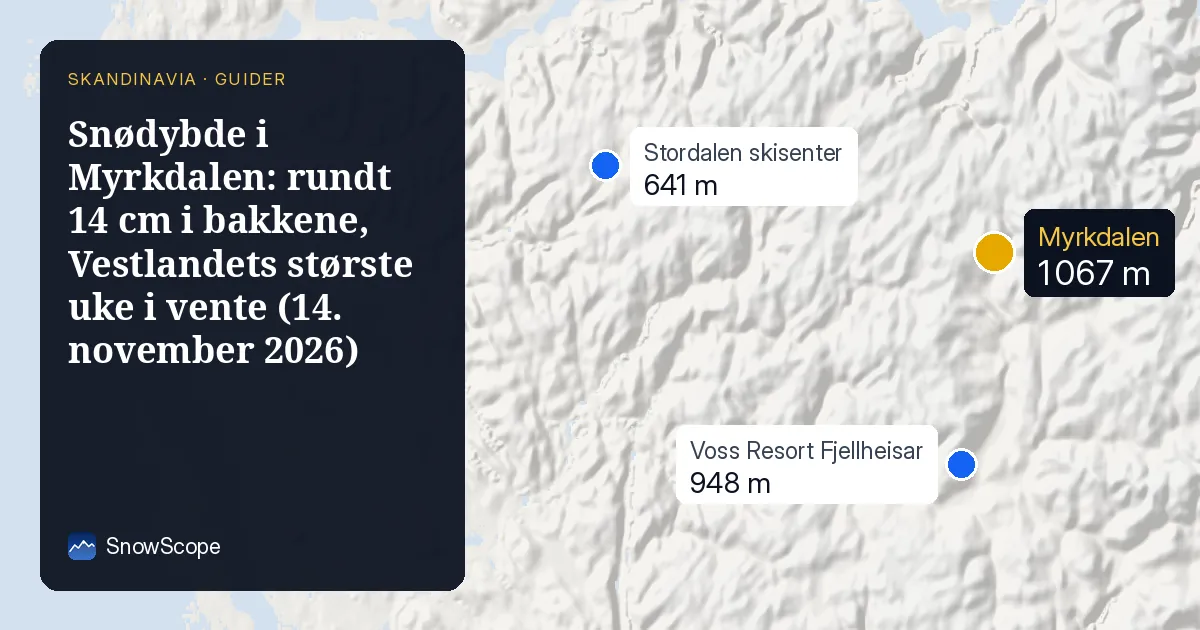 SKANDINAVIA · GUIDER
Snødybde i
Myrkdalen: rundt
14 cm i bakkene,
Vestlandets største
uke i vente (14.
november 2026)
SnowScope
Stordalen skisenter
641 m
Myrkdalen
1067 m
Voss Resort Fjellheisar
948 m